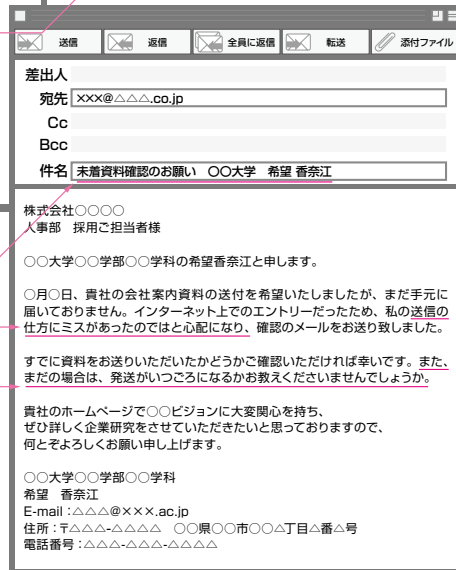 送信 返信 全員に返信 転送 添付ファイル
差出人
宛先 ×××@△△△.co.jp
Cc
Bcc
件名 未着資料確認のお願い ○○大学 希望 香奈江
株式会社○○○○
人事部 採用ご担当者様
○○大学○○学部○○学科の希望香奈江と申します。
○月○日、貴社の会社案内資料の送付を希望いたしましたが、まだ手元に
届いておりません。インターネット上でのエントリーだったため、私の送信の
仕方にミスがあったのではと心配になり、確認のメールをお送り致しました。
すでに資料をお送りいただいたかどうかご確認いただければ幸いです。また、
まだの場合は、発送がいつごろになるかお教えくださいませんでしょうか。
貴社のホームページで○○ビジョンに大変関心を持ち、
ぜひ詳しく企業研究をさせていただきたいと思っておりますので、
何とぞよろしくお願い申し上げます。
○○大学○○学部○○学科
希望 香奈江
E-mail：△△△@×××.ac.jp
住所：〒△△△-△△△△ ○○県○○市○○△丁目△番△号
電話番号：△△△-△△△-△△△△